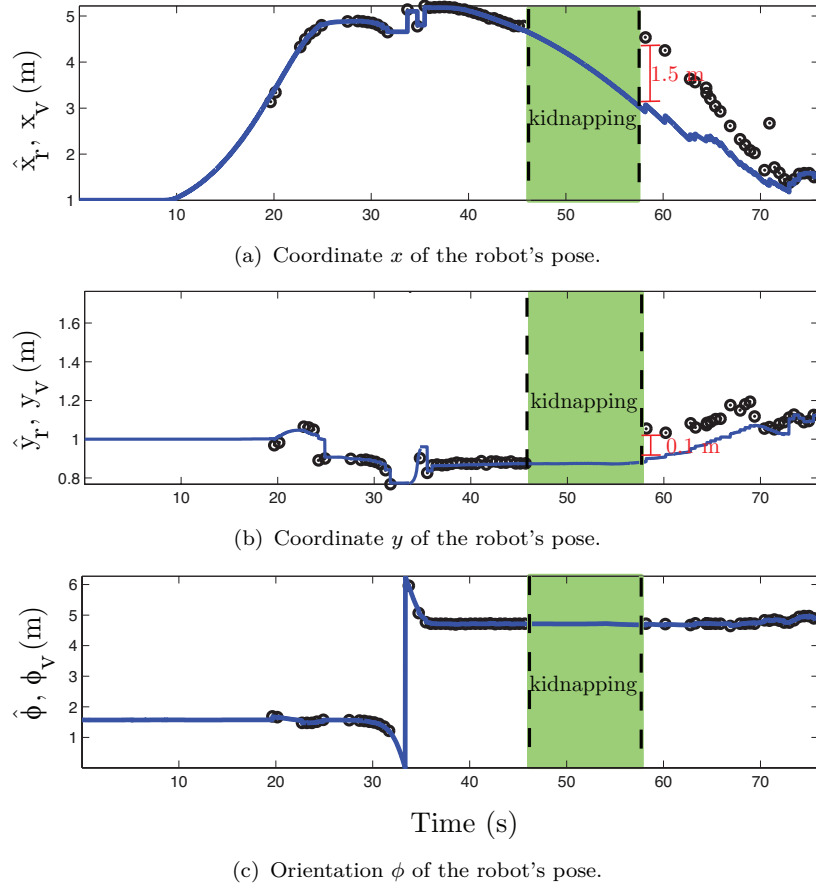 5
4
3
2
1
x̂r, xv (m)
1.5 m
kidnapping
10 20 30 40 50 60 70
(a) Coordinate x of the robot's pose.
1.6
1.4
1.2
1
0.8
ŷr, yv (m)
kidnapping
0.1 m
10 20 30 40 50 60 70
(b) Coordinate y of the robot's pose.
6
5
4
3
2
1
ϕ̂, ϕv (m)
kidnapping
10 20 30 40 50 60 70
Time (s)
(c) Orientation ϕ of the robot's pose.